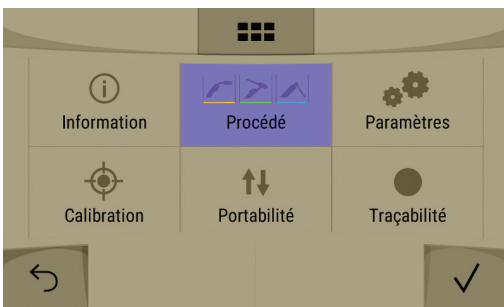 Information
Procédé
Paramètres
Calibration
Portabilité
Traçabilité